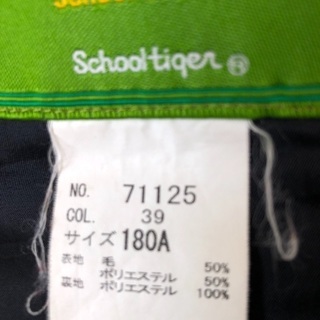 Schooltiger
NO. 71125
COL. 39
サイズ 180A
表地 毛 50%
ポリエステル 50%
裏地 ポリエステル 100%